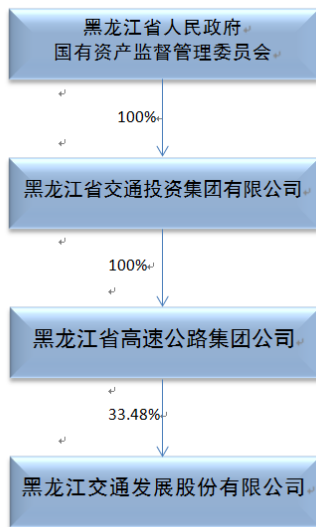 黑龙江省人民政府
国有资产监督管理委员会
100%
黑龙江省交通投资集团有限公司
100%
黑龙江省高速公路集团公司
33.48%
黑龙江交通发展股份有限公司